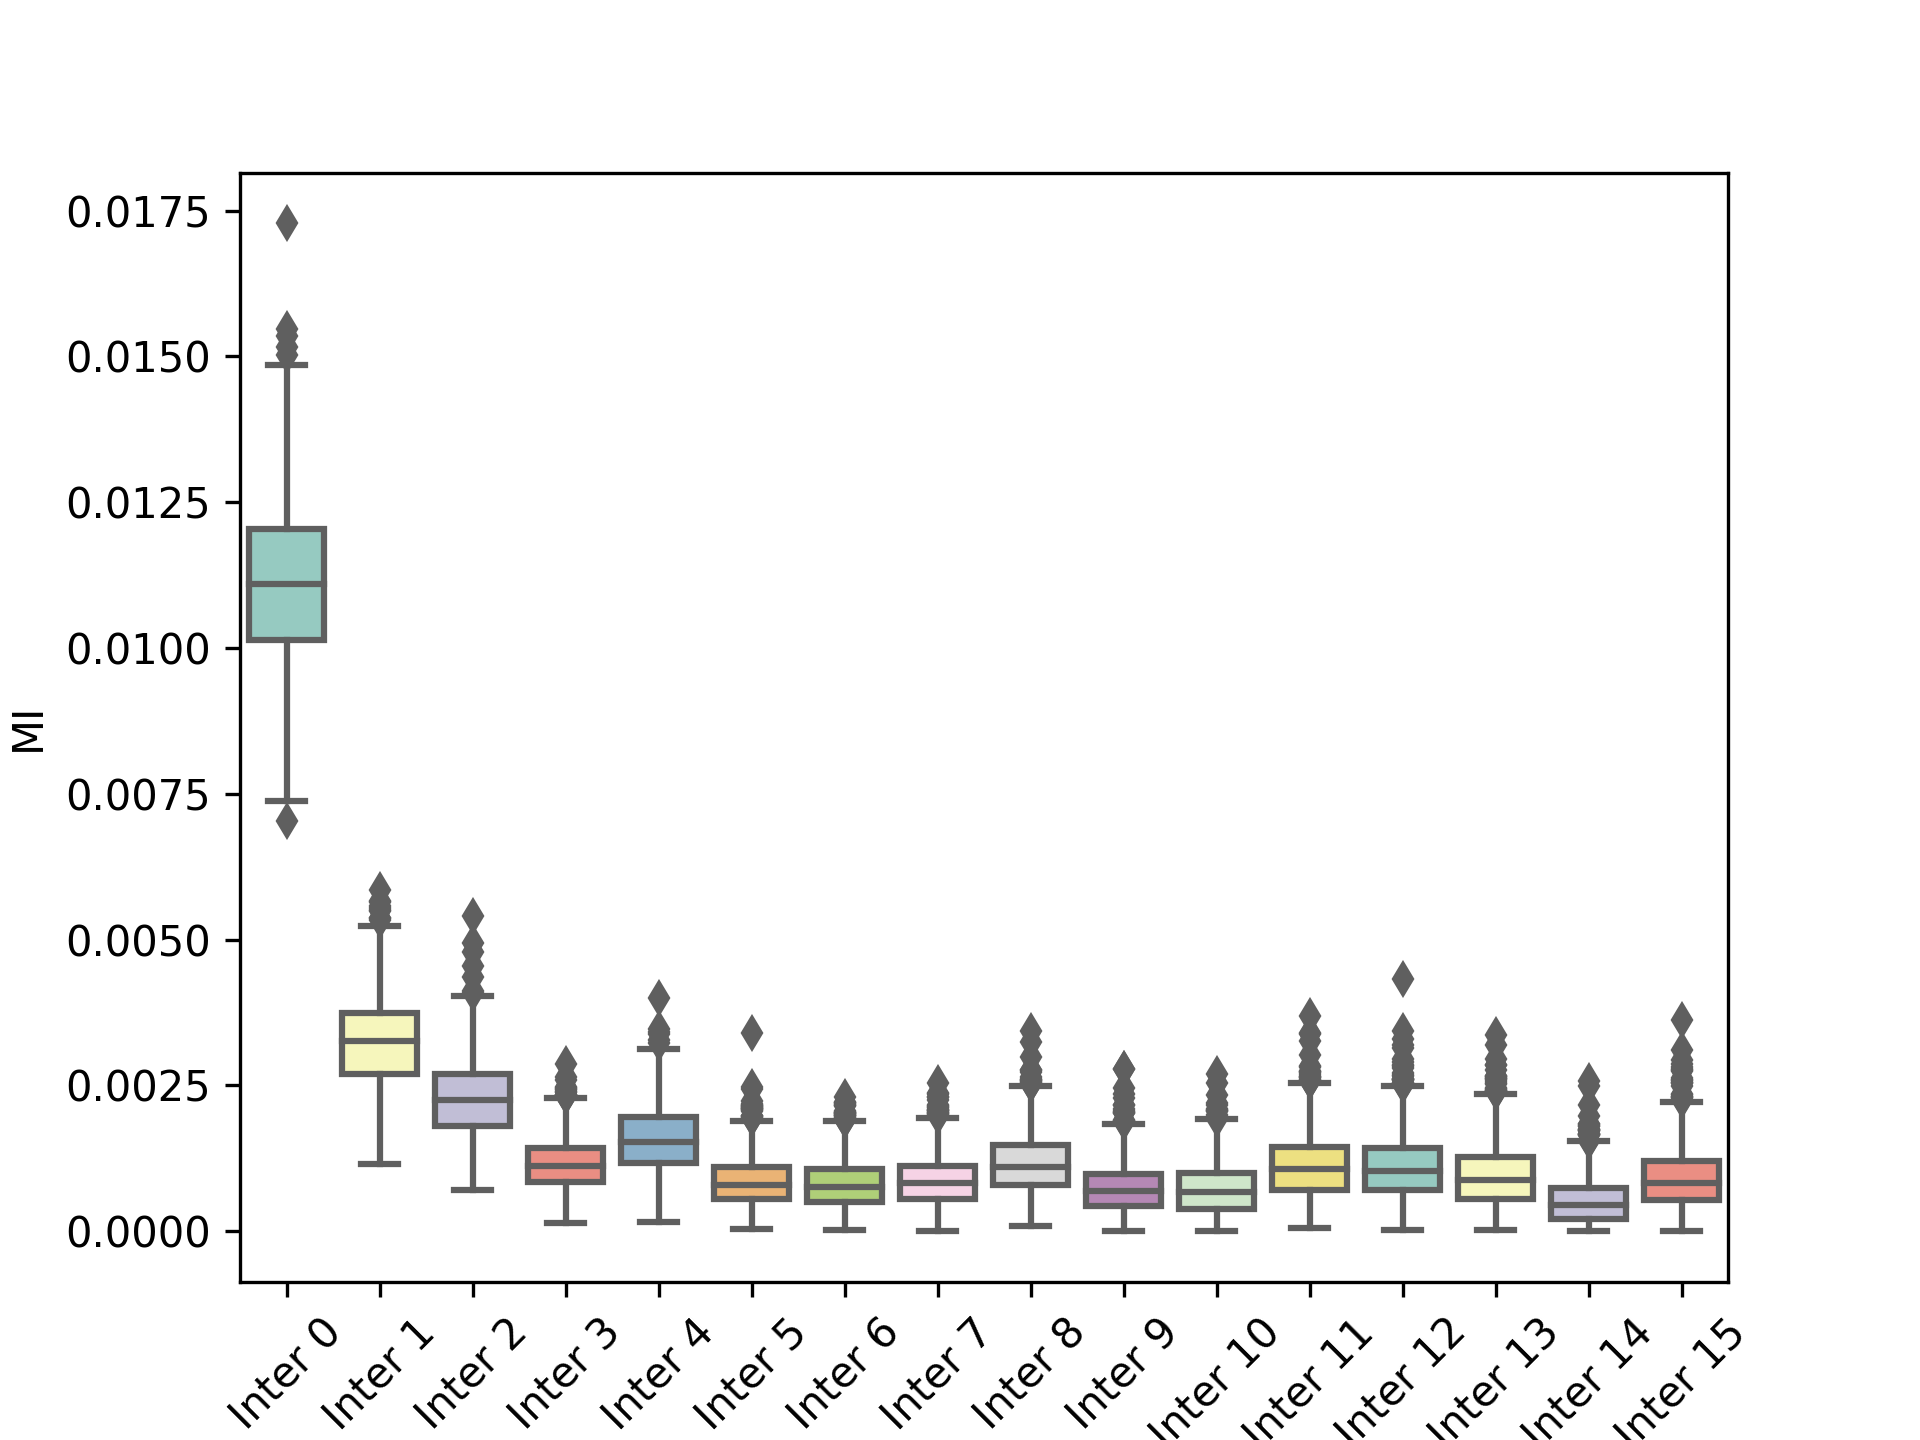 0.0175
0.0150
0.0125
0.0100
0.0075
0.0050
0.0025
0.0000
MI
Inter 0
Inter 1
Inter 2
Inter 3
Inter 4
Inter 5
Inter 6
Inter 7
Inter 8
Inter 9
Inter 10
Inter 11
Inter 12
Inter 13
Inter 14
Inter 15